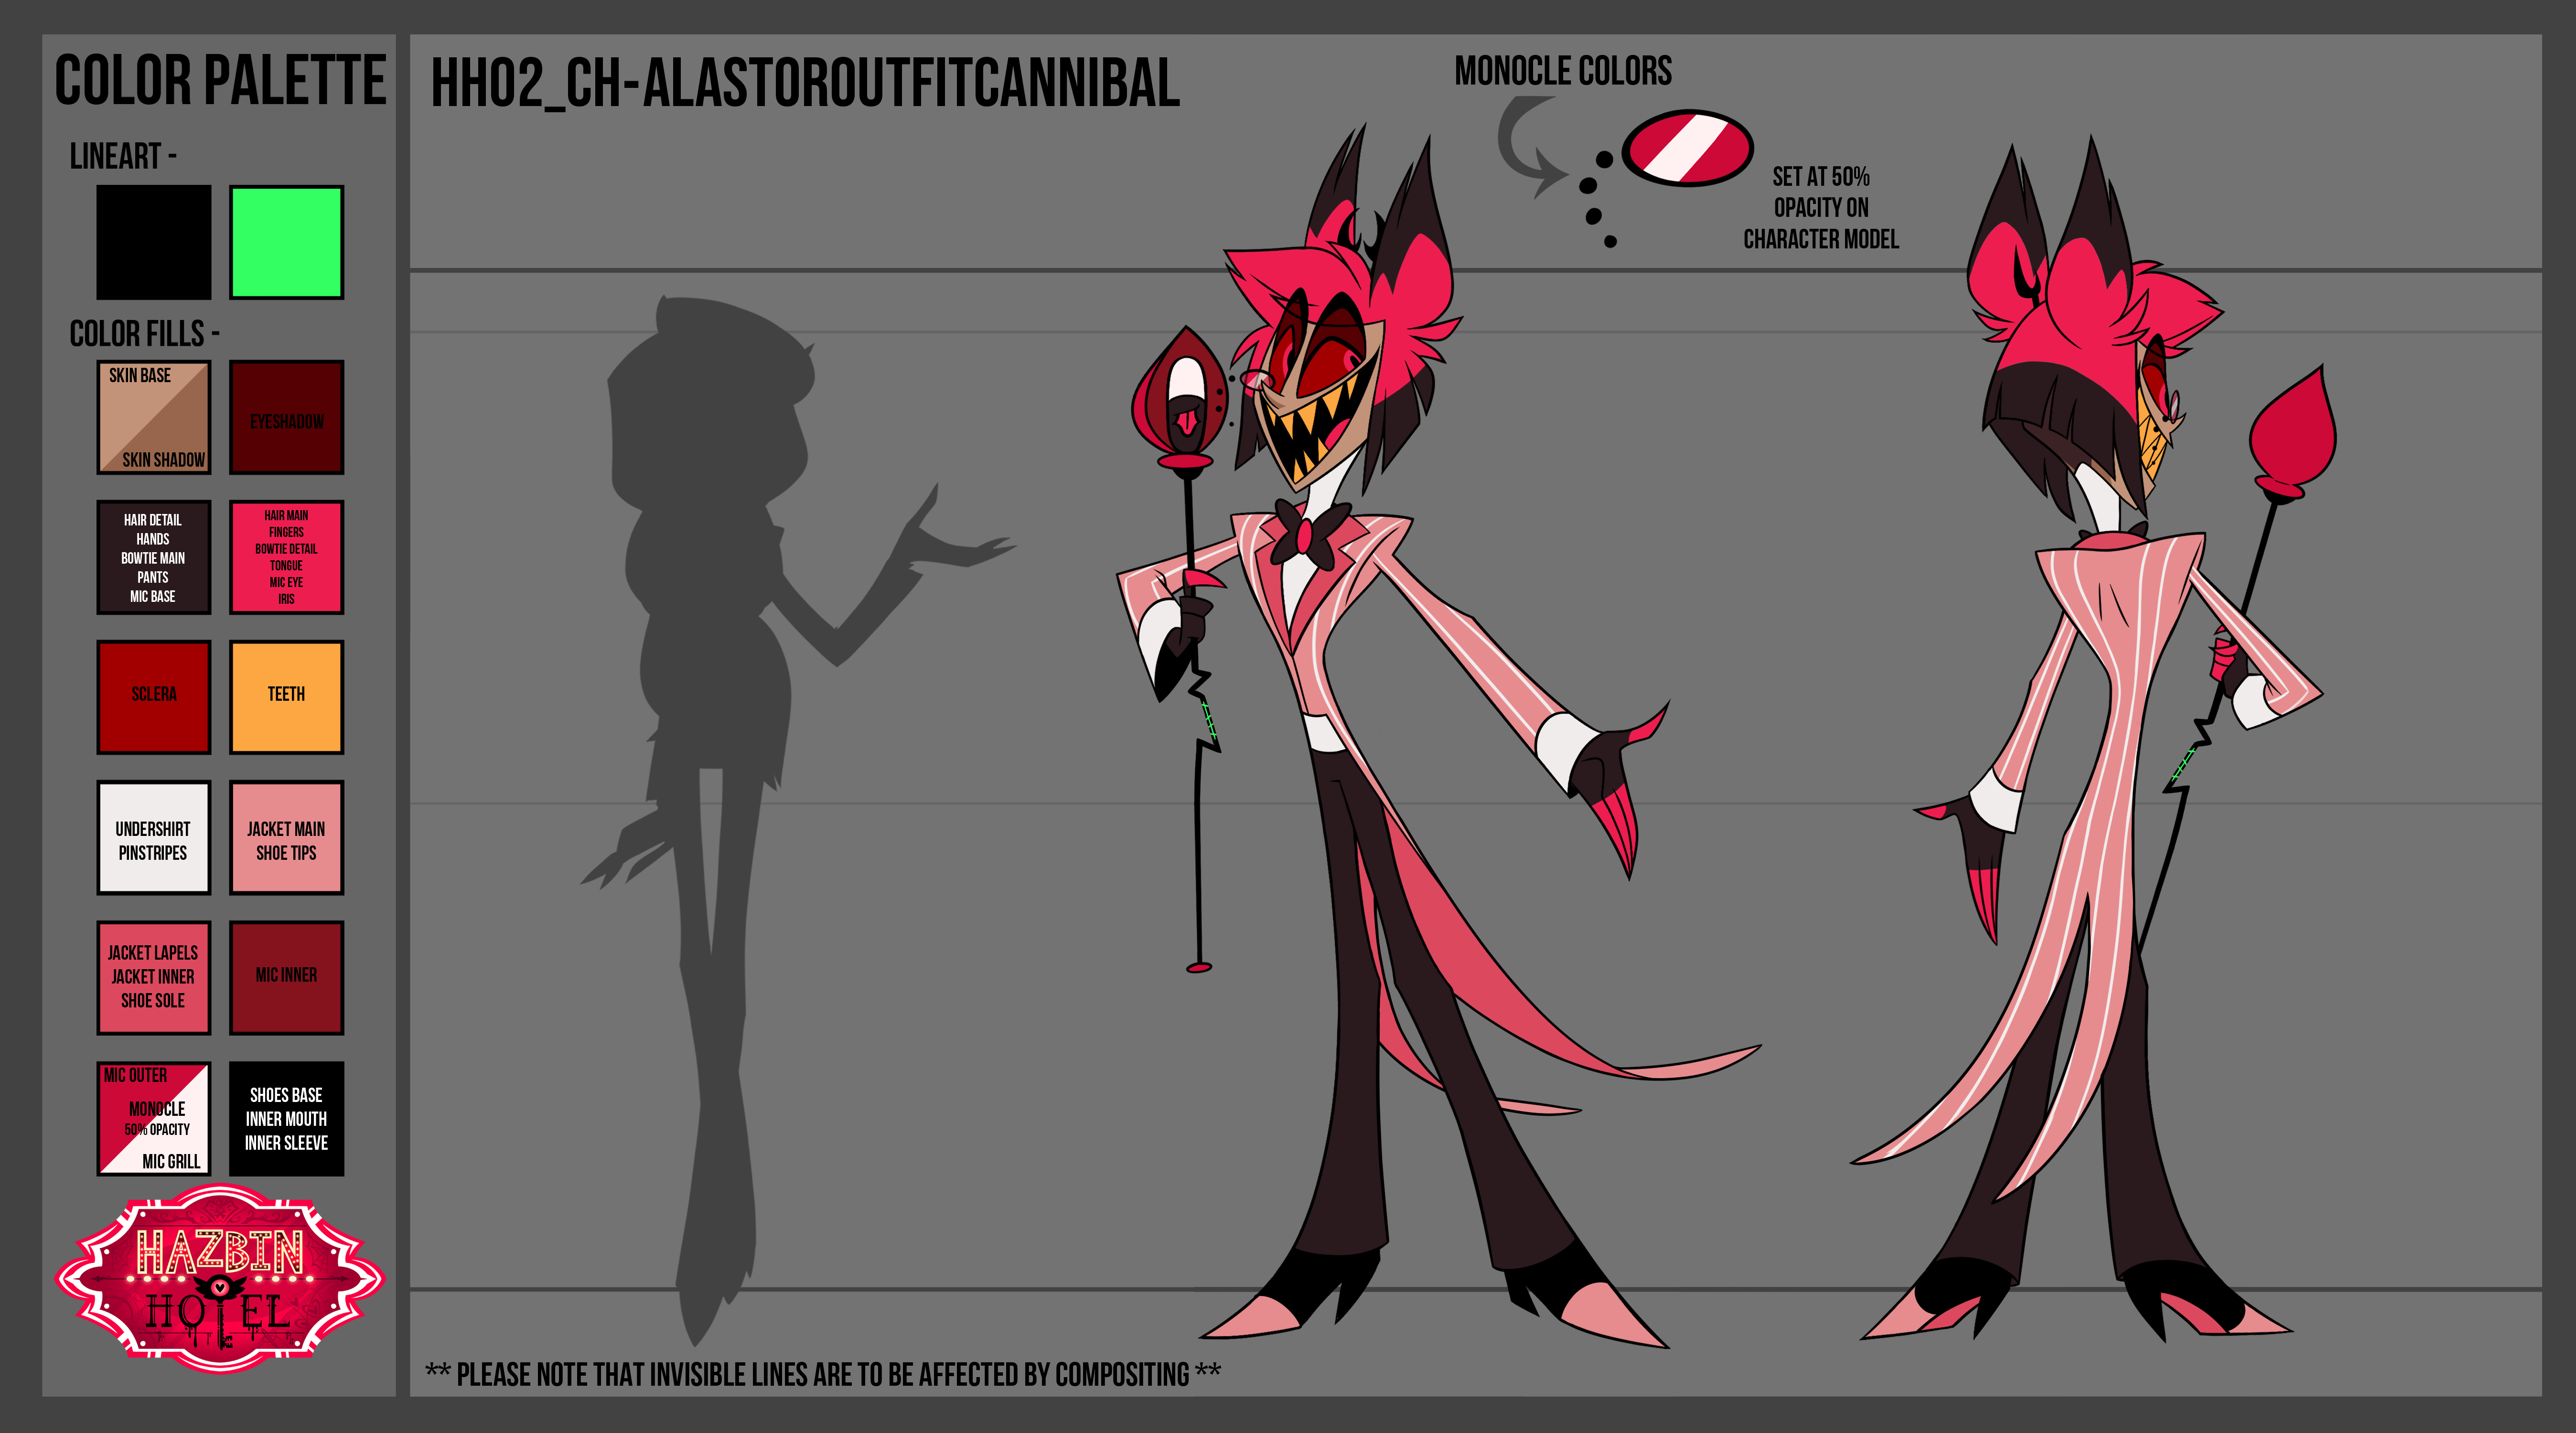 COLOR PALETTE
LINEART -
COLOR FILLS -
SKIN BASE
SKIN SHADOW
EYESHADOW
HAIR DETAIL
HANDS
BOWTIE MAIN
PANTS
MIC BASE
HAIR MAIN
FINGERS
BOWTIE DETAIL
TONGUE
MIC EYE
IRIS
SCLERA
TEETH
UNDERSHIRT
PINSTRIPES
JACKET MAIN
SHOE TIPS
JACKET LAPELS
JACKET INNER
SHOE SOLE
MIC INNER
MIC OUTER
MONOCLE
50% OPACITY
MIC GRILL
SHOES BASE
INNER MOUTH
INNER SLEEVE
HAZBIN
HOTEL
HH02_CH-ALASTOROUTFITCANNIBAL
MONOCLE COLORS
SET AT 50%
OPACITY ON
CHARACTER MODEL
** PLEASE NOTE THAT INVISIBLE LINES ARE TO BE AFFECTED BY COMPOSITING **